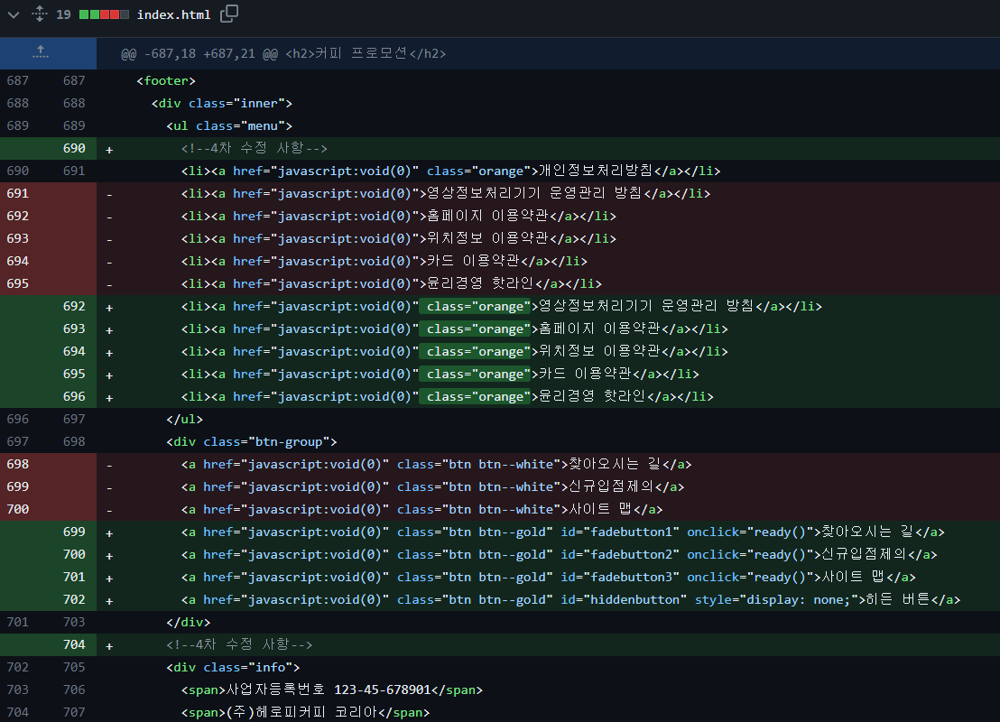 19 index.html
@@ -687,18 +687,21 @@ <h2>커피 프로모션</h2>
687 687 <footer>
688 688 <div class="inner">
689 689 <ul class="menu">
690 + <!--4차 수정 사항-->
690 691 <li><a href="javascript:void(0)" class="orange">개인정보처리방침</a></li>
691 - <li><a href="javascript:void(0)">영상정보처리기기 운영관리 방침</a></li>
692 - <li><a href="javascript:void(0)">홈페이지 이용약관</a></li>
693 - <li><a href="javascript:void(0)">위치정보 이용약관</a></li>
694 - <li><a href="javascript:void(0)">카드 이용약관</a></li>
695 - <li><a href="javascript:void(0)">윤리경영 핫라인</a></li>
692 + <li><a href="javascript:void(0)" class="orange">영상정보처리기기 운영관리 방침</a></li>
693 + <li><a href="javascript:void(0)" class="orange">홈페이지 이용약관</a></li>
694 + <li><a href="javascript:void(0)" class="orange">위치정보 이용약관</a></li>
695 + <li><a href="javascript:void(0)" class="orange">카드 이용약관</a></li>
696 + <li><a href="javascript:void(0)" class="orange">윤리경영 핫라인</a></li>
696 697 </ul>
697 698 <div class="btn-group">
698 - <a href="javascript:void(0)" class="btn btn--white">찾아오시는 길</a>
699 - <a href="javascript:void(0)" class="btn btn--white">신규입점제의</a>
700 - <a href="javascript:void(0)" class="btn btn--white">사이트 맵</a>
699 + <a href="javascript:void(0)" class="btn btn--gold" id="fadebutton1" onclick="ready()">찾아오시는 길</a>
700 + <a href="javascript:void(0)" class="btn btn--gold" id="fadebutton2" onclick="ready()">신규입점제의</a>
701 + <a href="javascript:void(0)" class="btn btn--gold" id="fadebutton3" onclick="ready()">사이트 맵</a>
702 + <a href="javascript:void(0)" class="btn btn--gold" id="hiddenbutton" style="display: none;">히든 버튼</a>
701 703 </div>
704 + <!--4차 수정 사항-->
702 705 <div class="info">
703 706 <span>사업자등록번호 123-45-678901</span>
704 707 <span>(주)헤로피커피 코리아</span>